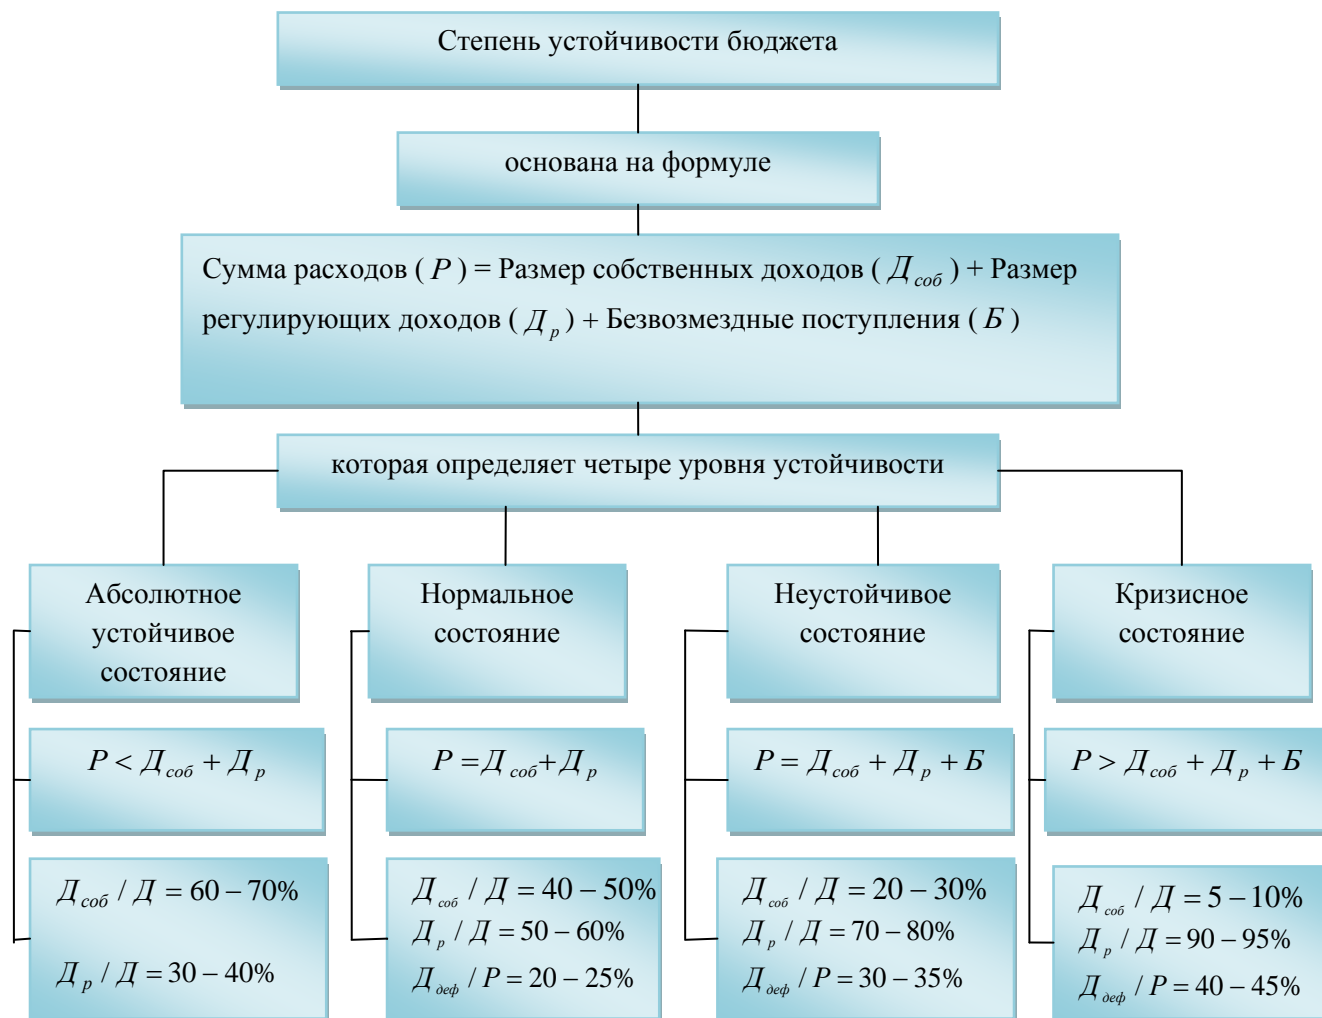 Степень устойчивости бюджета
основана на формуле
Сумма расходов ( Р ) = Размер собственных доходов ( Д соб ) + Размер
регулирующих доходов ( Д р ) + Безвозмездные поступления ( Б )
которая определяет четыре уровня устойчивости
Абсолютное
устойчивое
состояние
Р < Д соб + Д р
Д соб / Д = 60 – 70%
Д р / Д = 30 – 40%
Нормальное
состояние
Р = Д соб + Д р
Д соб / Д = 40 – 50%
Д р / Д = 50 – 60%
Д деф / Р = 20 – 25%
Неустойчивое
состояние
Р = Д соб + Д р + Б
Д соб / Д = 20 – 30%
Д р / Д = 70 – 80%
Д деф / Р = 30 – 35%
Кризисное
состояние
Р > Д соб + Д р + Б
Д соб / Д = 5 – 10%
Д р / Д = 90 – 95%
Д деф / Р = 40 – 45%